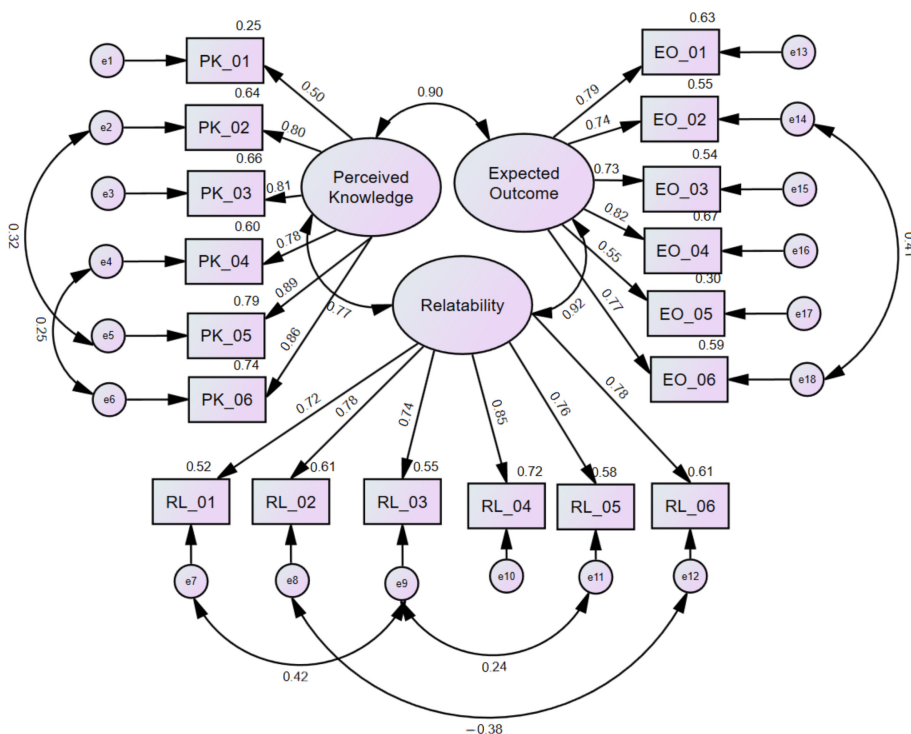 0.25
e1
PK_01
0.50
0.64
e2
PK_02
0.80
0.66
e3
PK_03
0.81
0.60
e4
PK_04
0.78
0.79
e5
PK_05
0.89
0.74
e6
PK_06
0.86
0.32
0.25
0.90
Perceived
Knowledge
Expected
Outcome
Relatability
0.77
0.92
0.63
EO_01
e13
0.79
0.55
EO_02
e14
0.74
0.54
EO_03
e15
0.73
0.67
EO_04
e16
0.82
0.30
EO_05
e17
0.55
0.59
EO_06
e18
0.77
0.72
0.78
0.74
0.85
0.76
0.78
0.52
0.61
0.55
0.72
0.58
0.61
RL_01
RL_02
RL_03
RL_04
RL_05
RL_06
e7
e8
e9
e10
e11
e12
0.42
0.24
−0.38